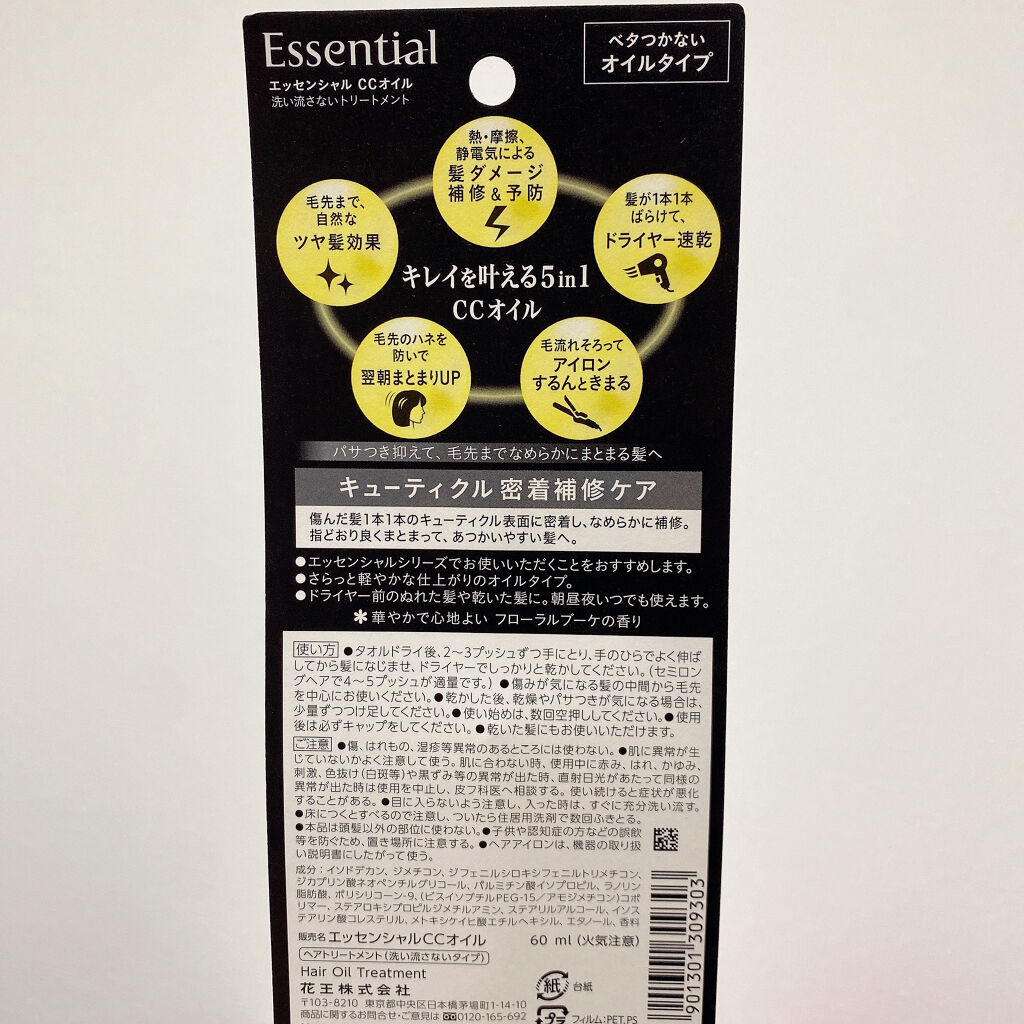 Essential
エッセンシャル CCオイル
洗い流さないトリートメント
ベタつかない
オイルタイプ
熱・摩擦、
静電気による
髪ダメージ
補修&予防
毛先まで、
自然な
ツヤ髪効果
髪が1本1本
ばらけて、
ドライヤー速乾
キレイを叶える5in1
CCオイル
毛先のハネを
防いで
翌朝まとまりUP
毛流れそろって
アイロン
するんときまる
パサつき抑えて、毛先までなめらかにまとまる髪へ
キューティクル 密着補修ケア
傷んだ髪1本1本のキューティクル表面に密着し、なめらかに補修。
指どおり良くまとまって、あつかいやすい髪へ。
●エッセンシャルシリーズでお使いいただくことをおすすめします。
●さらっと軽やかな仕上がりのオイルタイプ。
●ドライヤー前のぬれた髪や乾いた髪に。朝昼夜いつでも使えます。
＊華やかで心地よい フローラルブーケの香り
使い方 ●タオルドライ後、2〜3プッシュずつ手にとり、手のひらでよく伸ば
してから髪になじませ、ドライヤーでしっかりと乾かしてください。(セミロン
グヘアで4〜5プッシュが適量です。) ●傷みが気になる髪の中間から毛先
を中心にお使いください。●乾かした後、乾燥やパサつきが気になる場合は、
少量ずつつけ足してください。●使い始めは、数回空押ししてください。●使用
後は必ずキャップをしてください。●乾いた髪にもお使いいただけます。
ご注意 ●傷、はれもの、湿疹等異常のあるところには使わない。●肌に異常が生
じていないかよく注意して使う。肌に合わない時、使用中に赤み、はれ、かゆみ、
刺激、色抜け(白斑等)や黒ずみ等の異常が出た時、直射日光があたって同様の
異常が出た時は使用を中止し、皮フ科医へ相談する。使い続けると症状が悪化
することがある。●目に入らないよう注意し、入った時は、すぐに充分洗い流す。
●床につくとすべるので注意し、ついたら住居用洗剤で数回ふきとる。
●本品は頭髪以外の部位に使わない。●子供や認知症の方などの誤飲
等を防ぐため、置き場所に注意する。●ヘアアイロンは、機器の取り扱
い説明書にしたがって使う。
成分：イソドデカン、ジメチコン、ジフェニルシロキシフェニルトリメチコン、
ジカプリン酸ネオペンチルグリコール、パルミチン酸イソプロピル、ラノリン
脂肪酸、ポリシリコーン-9、(ビスイソブチルPEG-15/アモジメチコン)コポ
リマー、ステアロキシプロピルジメチルアミン、ステアリルアルコール、イソス
テアリン酸コレステリル、メトキシケイヒ酸エチルヘキシル、エタノール、香料
販売名 エッセンシャルCCオイル 60 ml (火気注意)
ヘアトリートメント(洗い流さないタイプ)
Hair Oil Treatment
花王株式会社
〒103-8210 東京都中央区日本橋茅場町1-14-10
商品に関するお問合せ・ご意見は 0120-165-692
紙 台紙
プラ フィルム:PET,PS
901301 309303